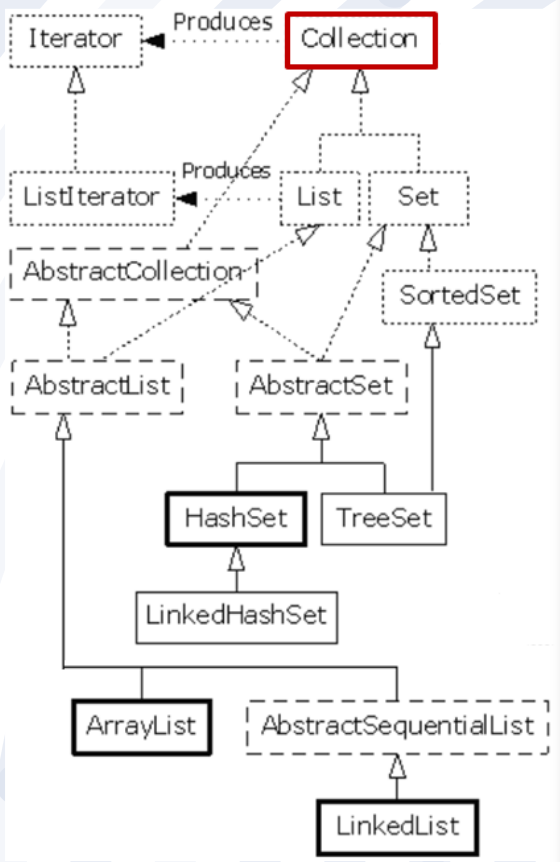 Iterator
Produces
Collection
ListIterator
Produces
List
Set
AbstractCollection
SortedSet
AbstractList
AbstractSet
HashSet
TreeSet
LinkedHashSet
ArrayList
AbstractSequentialList
LinkedList